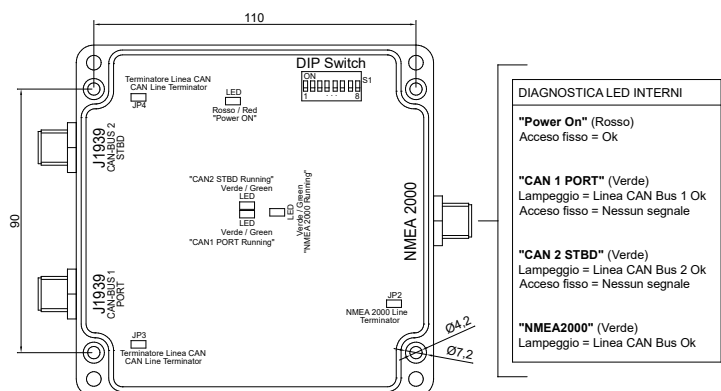 110
DIP Switch
ON
S1
1 ... 8
Terminatore Linea CAN
CAN Line Terminator
JP4
LED
Rosso / Red
"Power ON"
J1939
CAN-BUS 2
STBD
90
"CAN2 STBD Running"
Verde / Green
LED
LED
Verde / Green
"CAN1 PORT Running"
LED
Verde / Green
"NMEA 2000 Running"
NMEA 2000
J1939
CAN-BUS 1
PORT
JP2
NMEA 2000 Line
Terminator
JP3
Terminatore Linea CAN
CAN Line Terminator
Ø4,2
Ø7,2
DIAGNOSTICA LED INTERNI
"Power On" (Rosso)
Acceso fisso = Ok
"CAN 1 PORT" (Verde)
Lampeggio = Linea CAN Bus 1 Ok
Acceso fisso = Nessun segnale
"CAN 2 STBD" (Verde)
Lampeggio = Linea CAN Bus 2 Ok
Acceso fisso = Nessun segnale
"NMEA2000" (Verde)
Lampeggio = Linea CAN Bus Ok